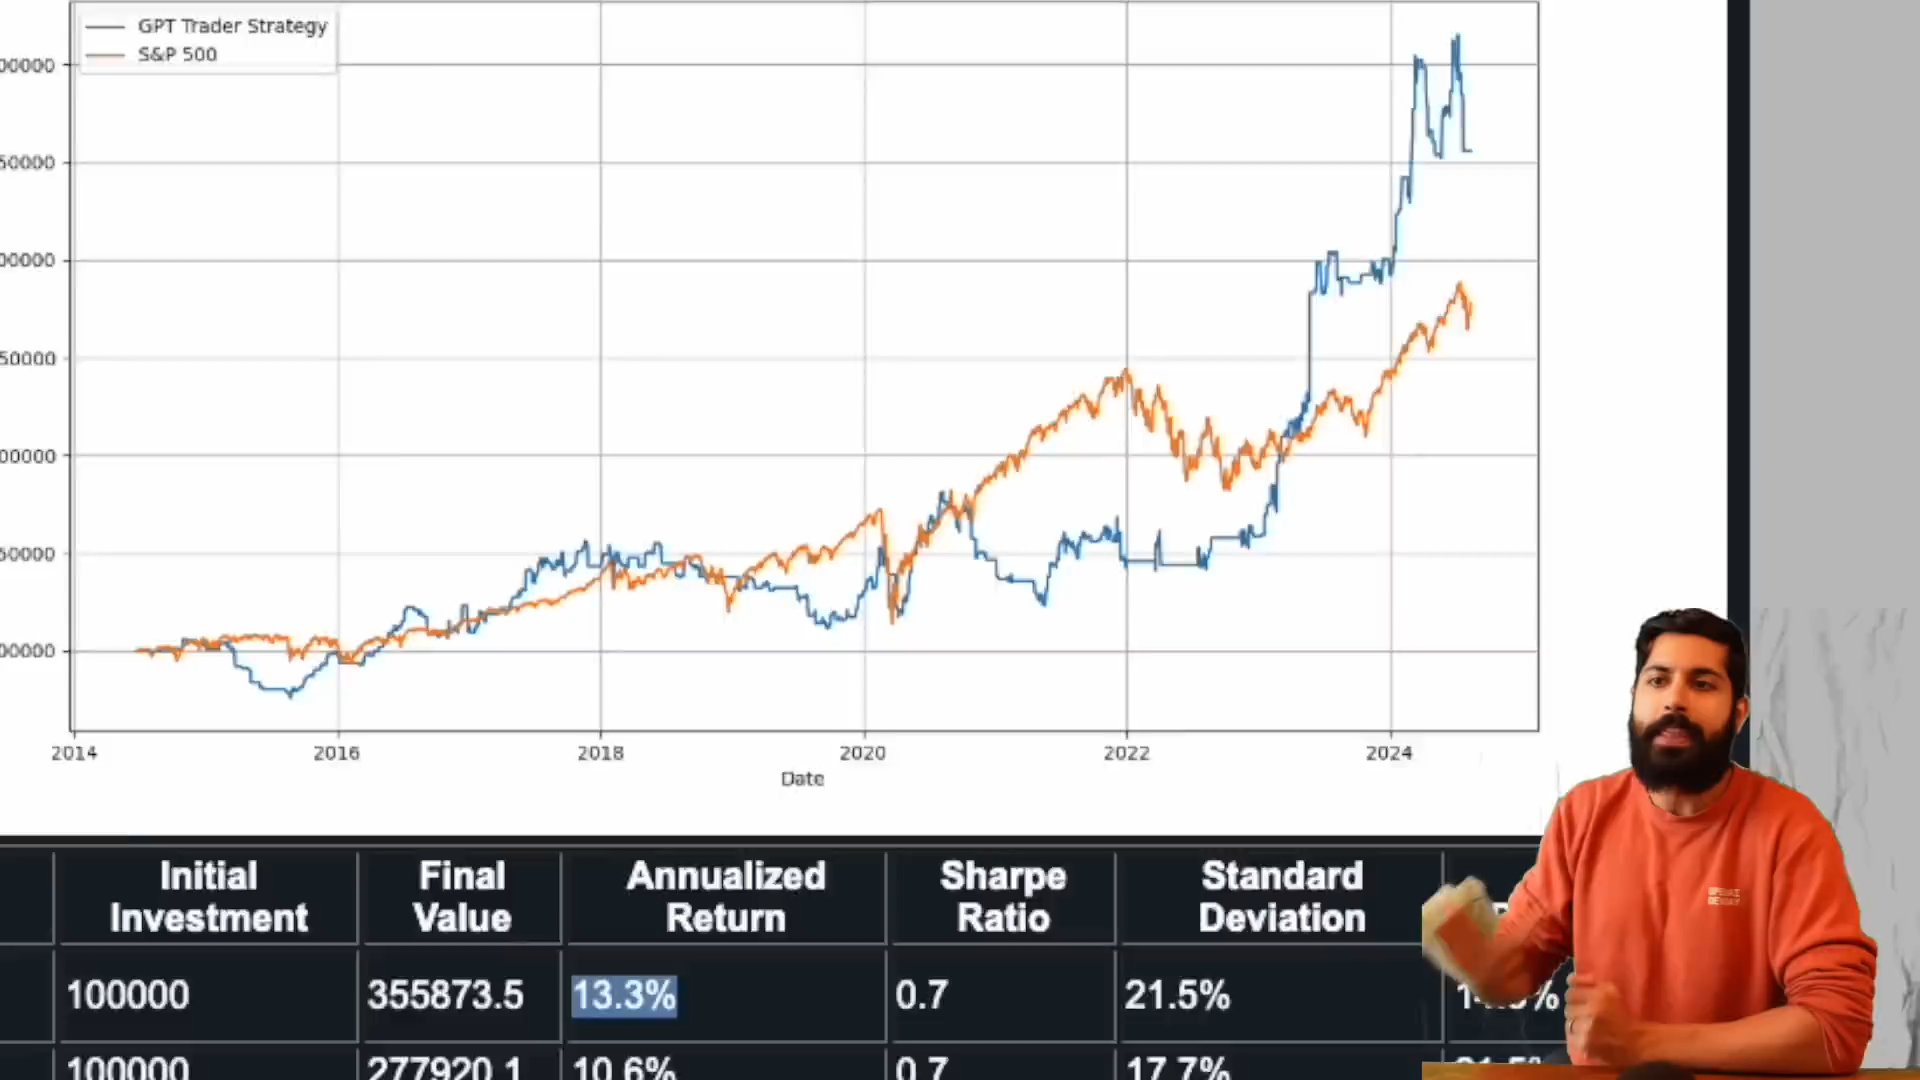 GPT Trader Strategy
S&P 500
00000
50000
00000
50000
00000
50000
00000
2014 2016 2018 2020 2022 2024
Date
Initial Investment Final Value Annualized Return Sharpe Ratio Standard Deviation
100000 355873.5 13.3% 0.7 21.5%
100000 277920.1 10.6% 0.7 17.7%